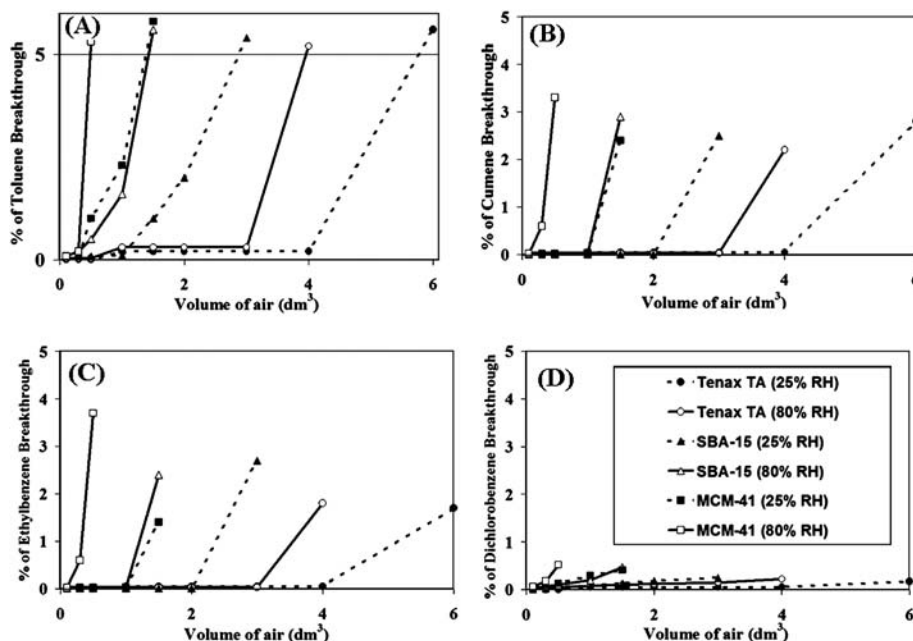 (A)
% of Toluene Breakthrough
5
0
0 2 4 6
Volume of air (dm³)
(B)
% of Cumene Breakthrough
5
4
3
2
1
0
0 2 4 6
Volume of air (dm³)
(C)
% of Ethylbenzene Breakthrough
5
4
3
2
1
0
0 2 4 6
Volume of air (dm³)
(D)
% of Dichlorobenzene Breakthrough
5
4
3
2
1
0
Tenax TA (25% RH)
Tenax TA (80% RH)
SBA-15 (25% RH)
SBA-15 (80% RH)
MCM-41 (25% RH)
MCM-41 (80% RH)
0 2 4 6
Volume of air (dm³)